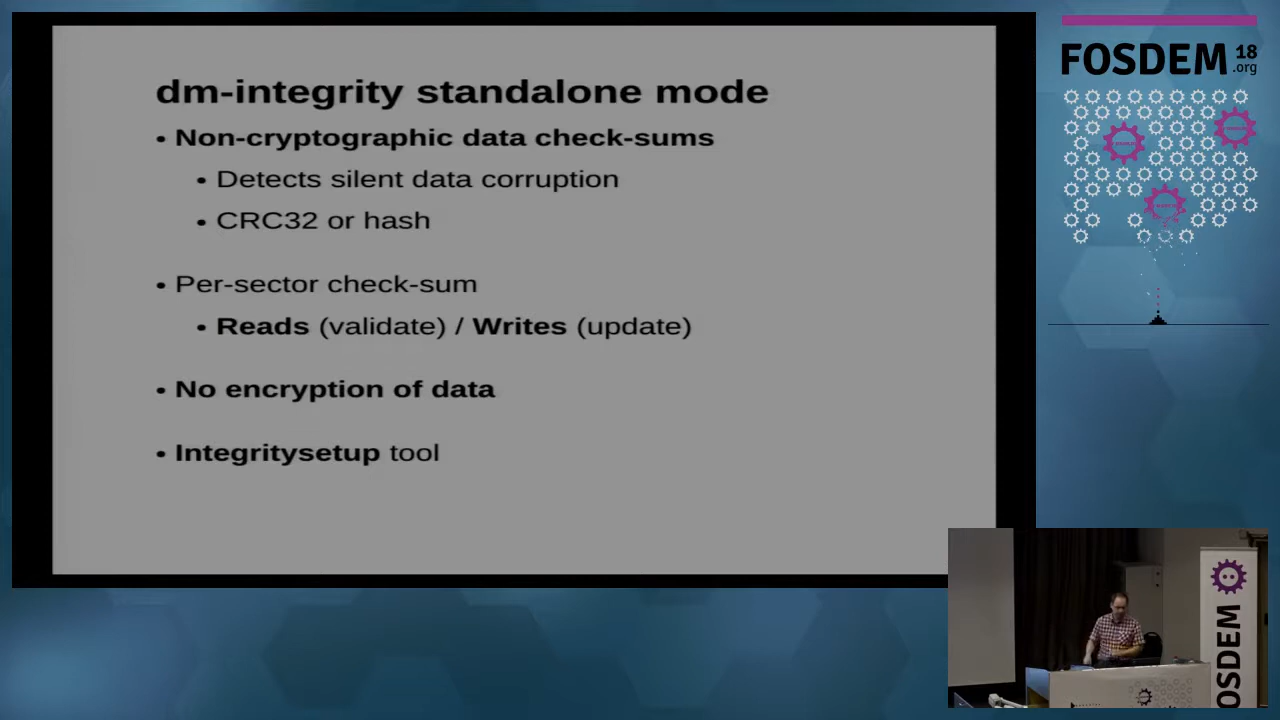 dm-integrity standalone mode
• Non-cryptographic data check-sums
• Detects silent data corruption
• CRC32 or hash
• Per-sector check-sum
• Reads (validate) / Writes (update)
• No encryption of data
• Integritysetup tool
FOSDEM 18
.org
FOSDEM